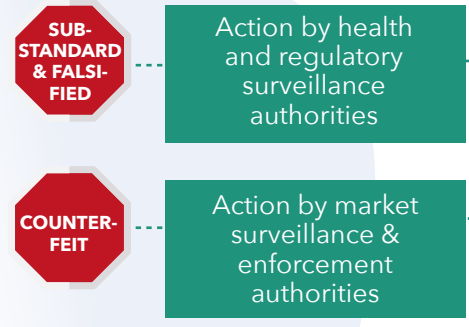 SUB-
STANDARD
& FALSI-
FIED
Action by health
and regulatory
surveillance
authorities
COUNTER-
FEIT
Action by market
surveillance &
enforcement
authorities